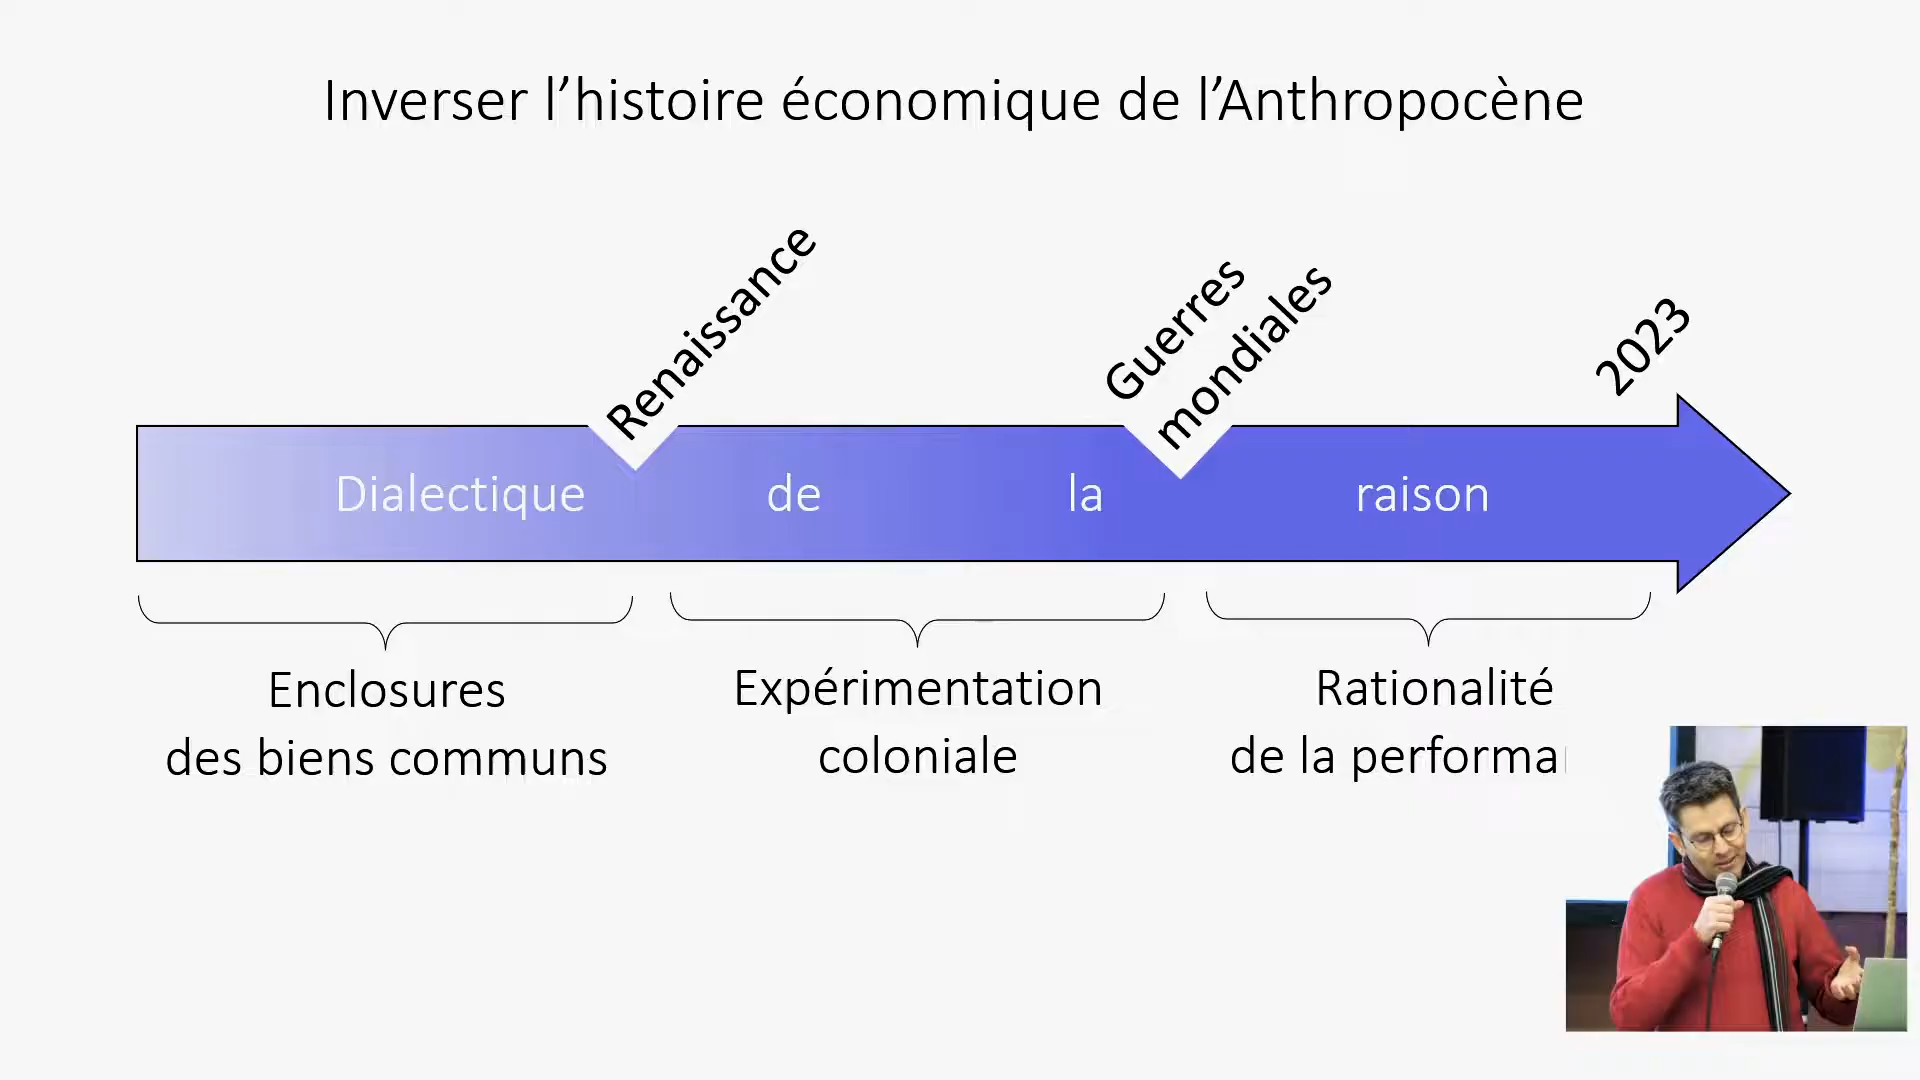 Inverser l’histoire économique de l’Anthropocène
Renaissance
Guerres
mondiales
2023
Dialectique de la raison
Enclosures
des biens communs
Expérimentation
coloniale
Rationalité
de la performa